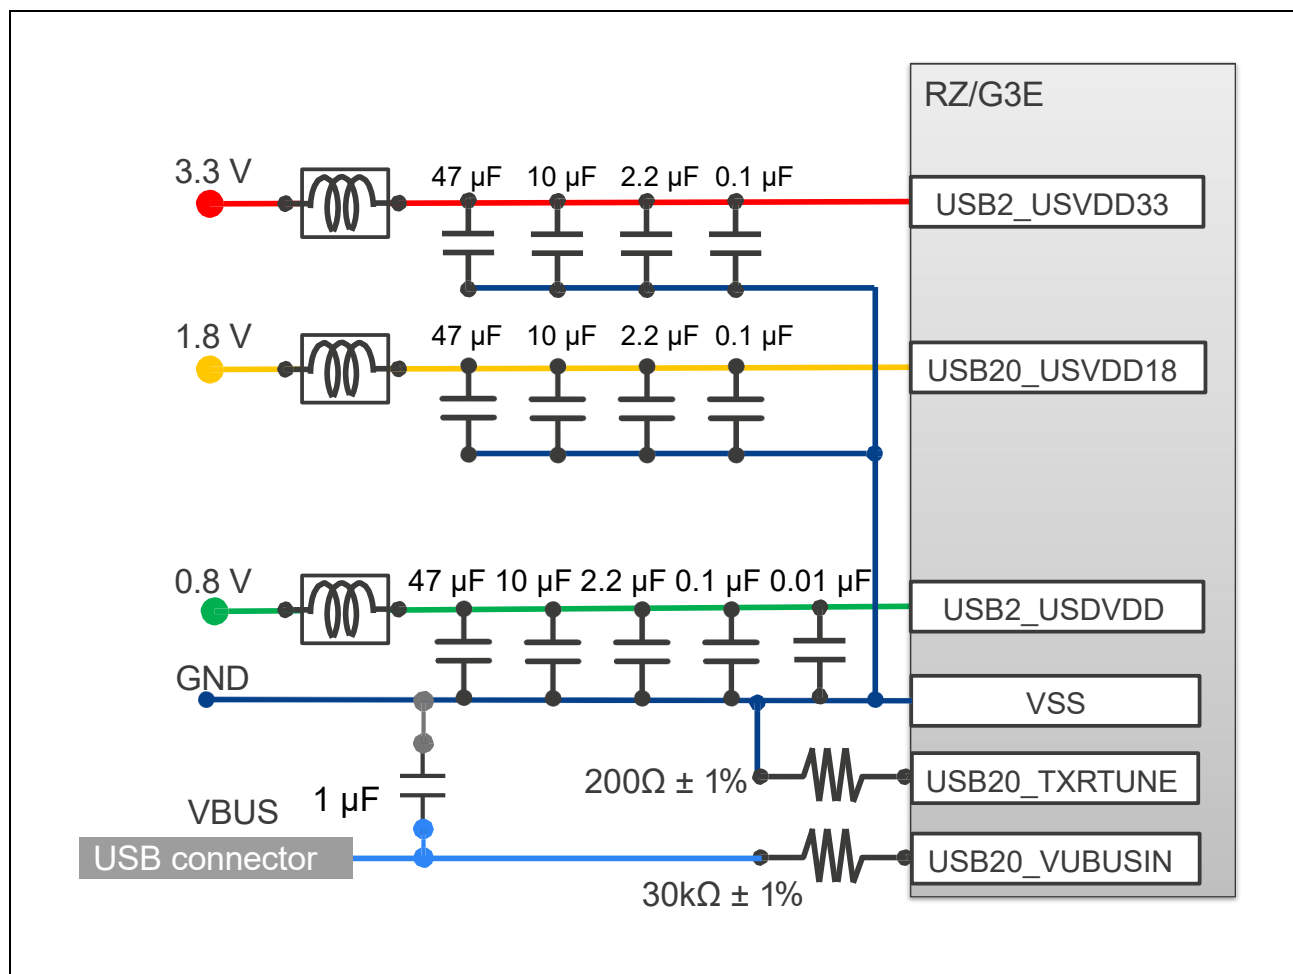 RZ/G3E
3.3 V
47 µF 10 µF 2.2 µF 0.1 µF
USB2_USVDD33
1.8 V
47 µF 10 µF 2.2 µF 0.1 µF
USB20_USVDD18
0.8 V
47 µF 10 µF 2.2 µF 0.1 µF 0.01 µF
USB2_USDVDD
GND
VSS
200Ω ± 1%
USB20_TXRTUNE
1 µF
VBUS
USB connector
USB20_VUBUSIN
30kΩ ± 1%